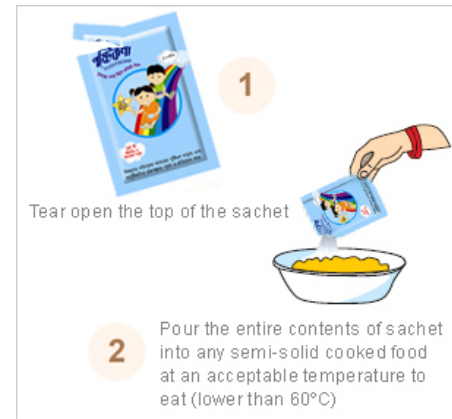 পুষ্টিকণা
1
Tear open the top of the sachet
2
Pour the entire contents of sachet
into any semi-solid cooked food
at an acceptable temperature to
eat (lower than 60°C)